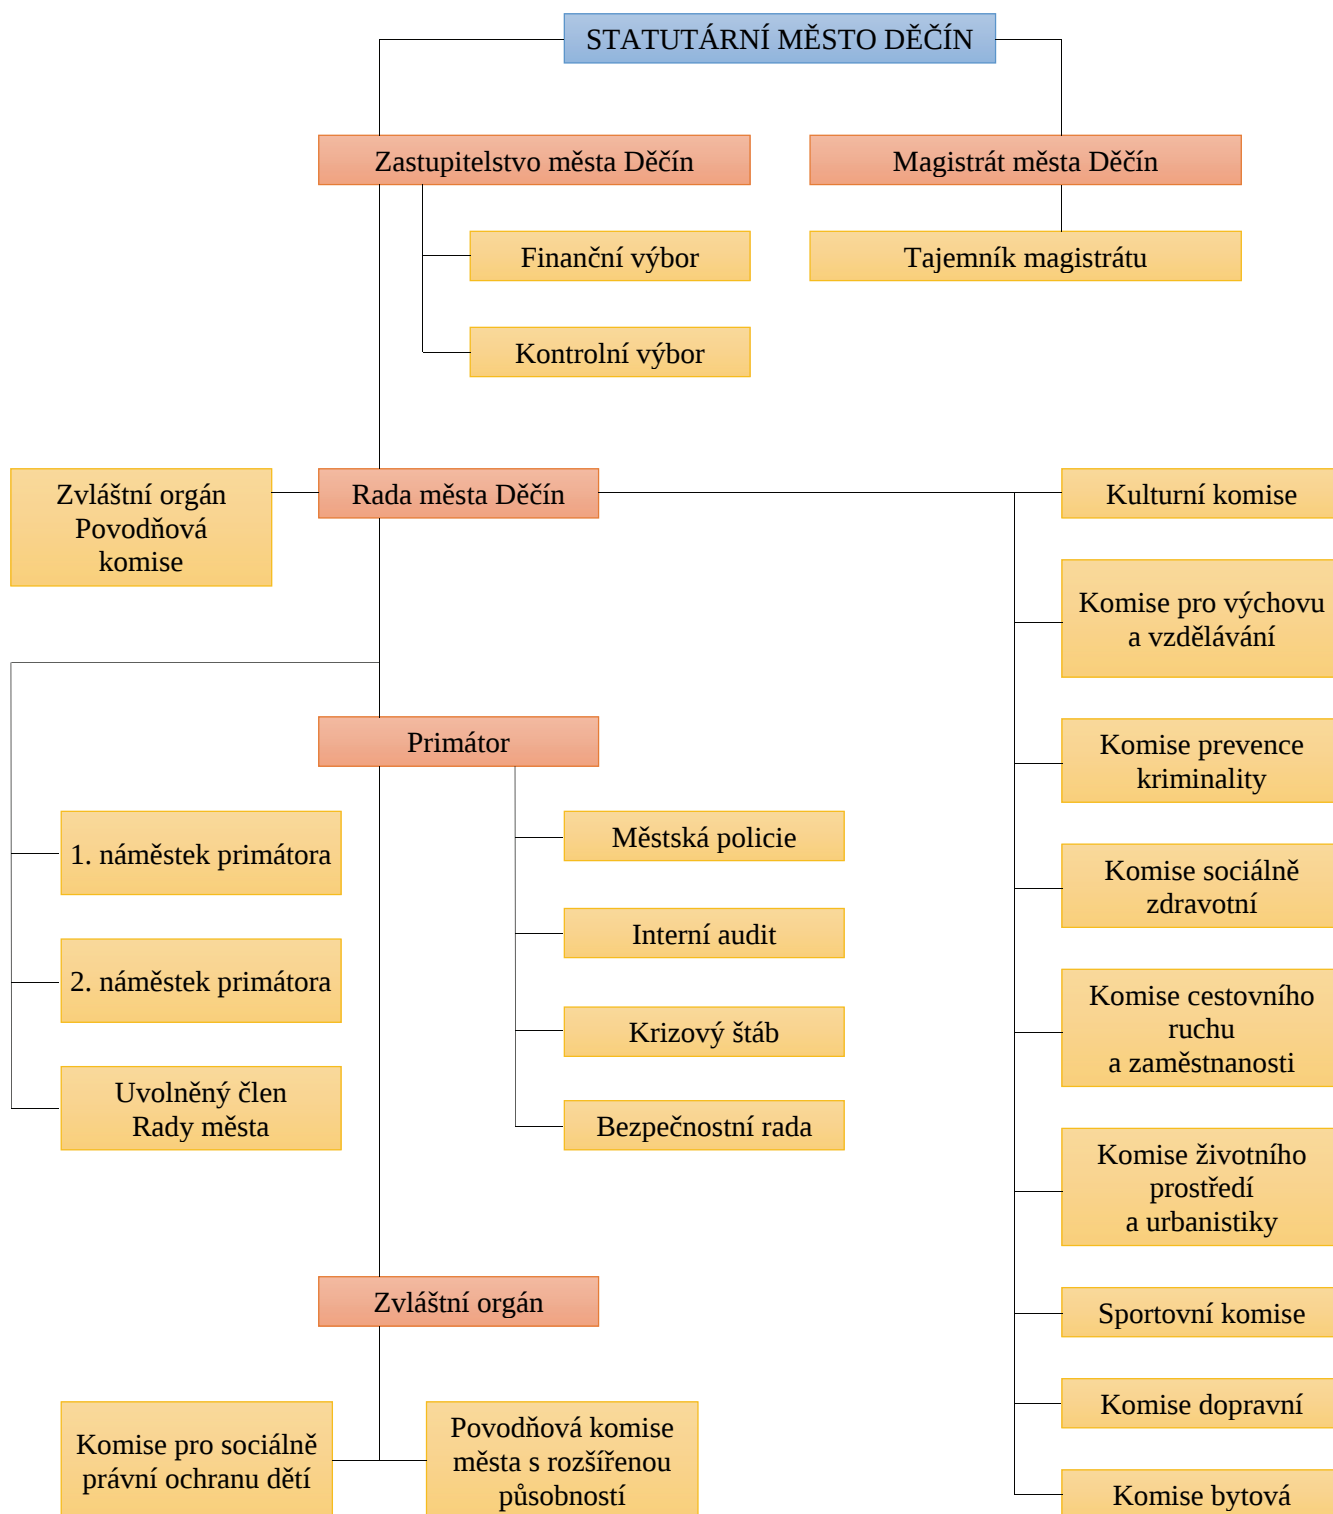 STATUTÁRNÍ MĚSTO DĚČÍN
Zastupitelstvo města Děčín
Magistrát města Děčín
Finanční výbor
Tajemník magistrátu
Kontrolní výbor
Zvláštní orgán
Povodňová
komise
Rada města Děčín
Kulturní komise
Komise pro výchovu
a vzdělávání
Primátor
Komise prevence
kriminality
1. náměstek primátora
Městská policie
Komise sociálně
zdravotní
2. náměstek primátora
Interní audit
Komise cestovního
ruchu
a zaměstnanosti
Krizový štáb
Uvolněný člen
Rady města
Bezpečnostní rada
Komise životního
prostředí
a urbanistiky
Zvláštní orgán
Sportovní komise
Komise dopravní
Komise pro sociálně
právní ochranu dětí
Povodňová komise
města s rozšířenou
působností
Komise bytová